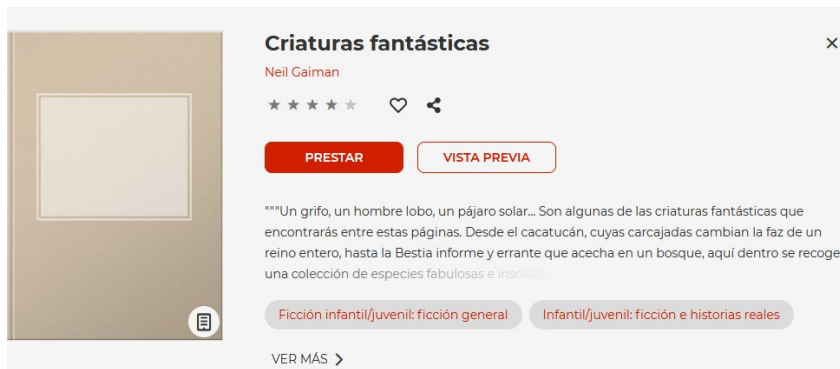 Criaturas fantásticas
Neil Gaiman
PRESTAR
VISTA PREVIA
"""Un grifo, un hombre lobo, un pájaro solar... Son algunas de las criaturas fantásticas que
encontrarás entre estas páginas. Desde el cacatucán, cuyas carcajadas cambian la faz de un
reino entero, hasta la Bestia informe y errante que acecha en un bosque, aquí dentro se recoge
una colección de especies fabulosas e insólitas
Ficción infantil/juvenil: ficción general
Infantil/juvenil: ficción e historias reales
VER MÁS